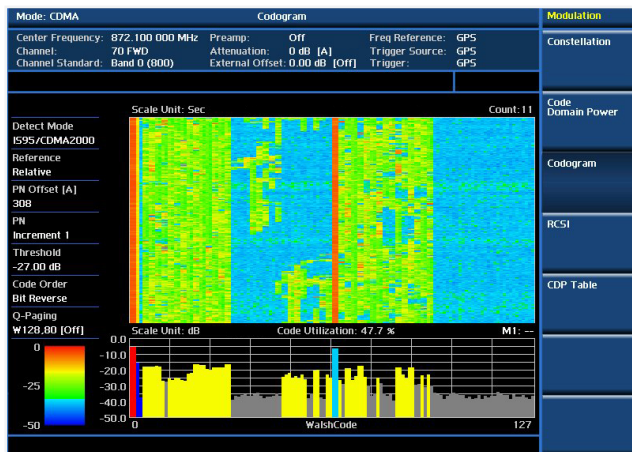 Mode: CDMA Codogram Modulation
Center Frequency: 872.100 000 MHz Preamp: Off Freq Reference: GPS
Channel: 70 FWD Attenuation: 0 dB [A] Trigger Source: GPS
Channel Standard: Band 0 (800) External Offset: 0.00 dB [Off] Trigger: GPS
Constellation
Code
Domain Power
Codogram
RCSI
CDP Table
Scale Unit: Sec Count: 11
Detect Mode
IS95/CDMA2000
Reference
Relative
PN Offset [A]
308
PN
Increment 1
Threshold
-27.00 dB
Code Order
Bit Reverse
Q-Paging
W128,80 [Off]
Scale Unit: dB Code Utilization: 47.7 % M1: --
0
-25
-50
0.0
-10.0
-20.0
-30.0
-40.0
-50.0
0 WalshCode 127